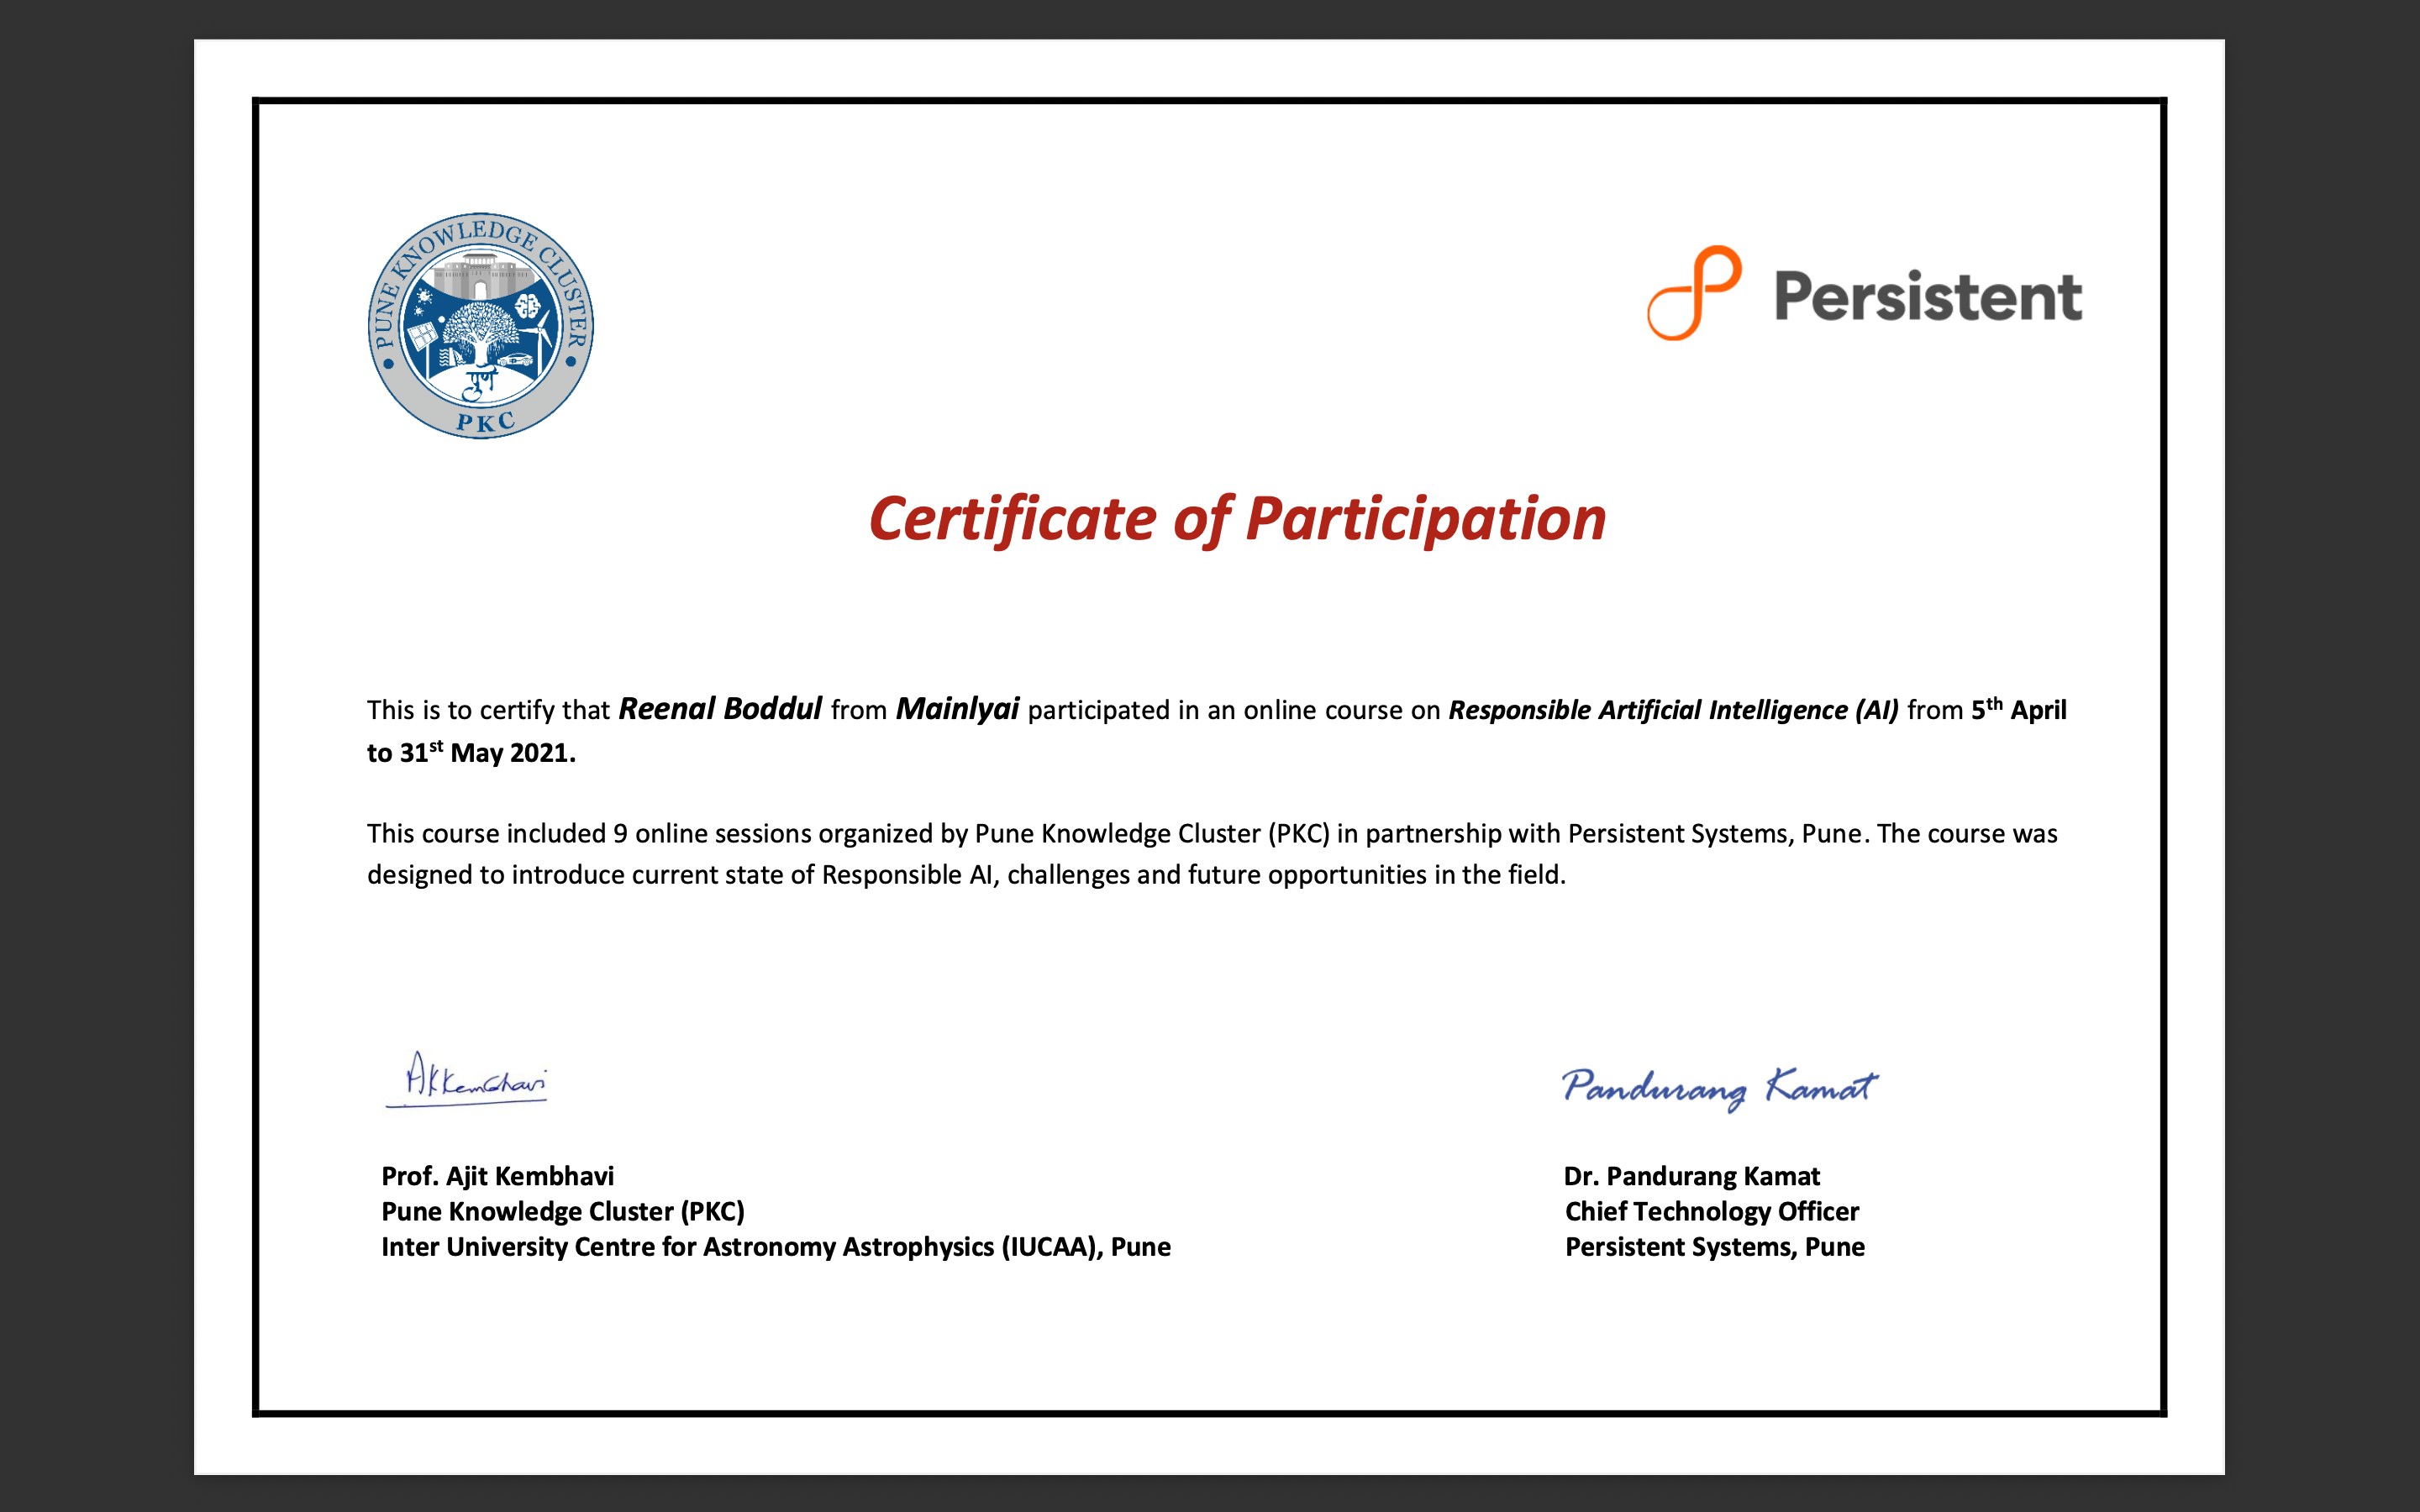 • PUNE KNOWLEDGE CLUSTER •
पुणे
PKC
Persistent
Certificate of Participation
This is to certify that Reenal Boddul from Mainlyai participated in an online course on Responsible Artificial Intelligence (AI) from 5th April
to 31st May 2021.
This course included 9 online sessions organized by Pune Knowledge Cluster (PKC) in partnership with Persistent Systems, Pune. The course was
designed to introduce current state of Responsible AI, challenges and future opportunities in the field.
AKKembhavi
Pandurang Kamat
Prof. Ajit Kembhavi
Dr. Pandurang Kamat
Pune Knowledge Cluster (PKC)
Chief Technology Officer
Inter University Centre for Astronomy Astrophysics (IUCAA), Pune
Persistent Systems, Pune